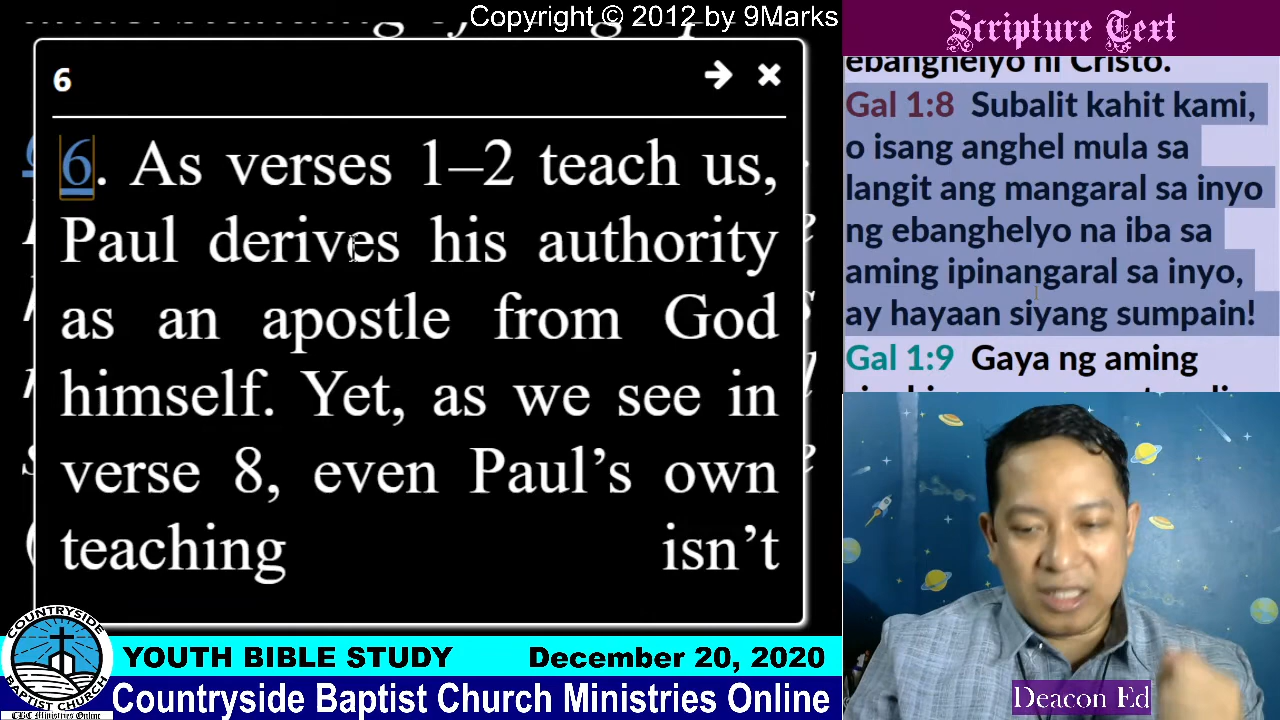 Copyright © 2012 by 9Marks
6
6. As verses 1–2 teach us,
Paul derives his authority
as an apostle from God
himself. Yet, as we see in
verse 8, even Paul’s own
teaching isn’t
Scripture Text
ebanghelyo ni Cristo.
Gal 1:8 Subalit kahit kami,
o isang anghel mula sa
langit ang mangaral sa inyo
ng ebanghelyo na iba sa
aming ipinangaral sa inyo,
ay hayaan siyang sumpain!
Gal 1:9 Gaya ng aming
Deacon Ed
COUNTRYSIDE
BAPTIST CHURCH
CBC Ministries Online
YOUTH BIBLE STUDY December 20, 2020
Countryside Baptist Church Ministries Online